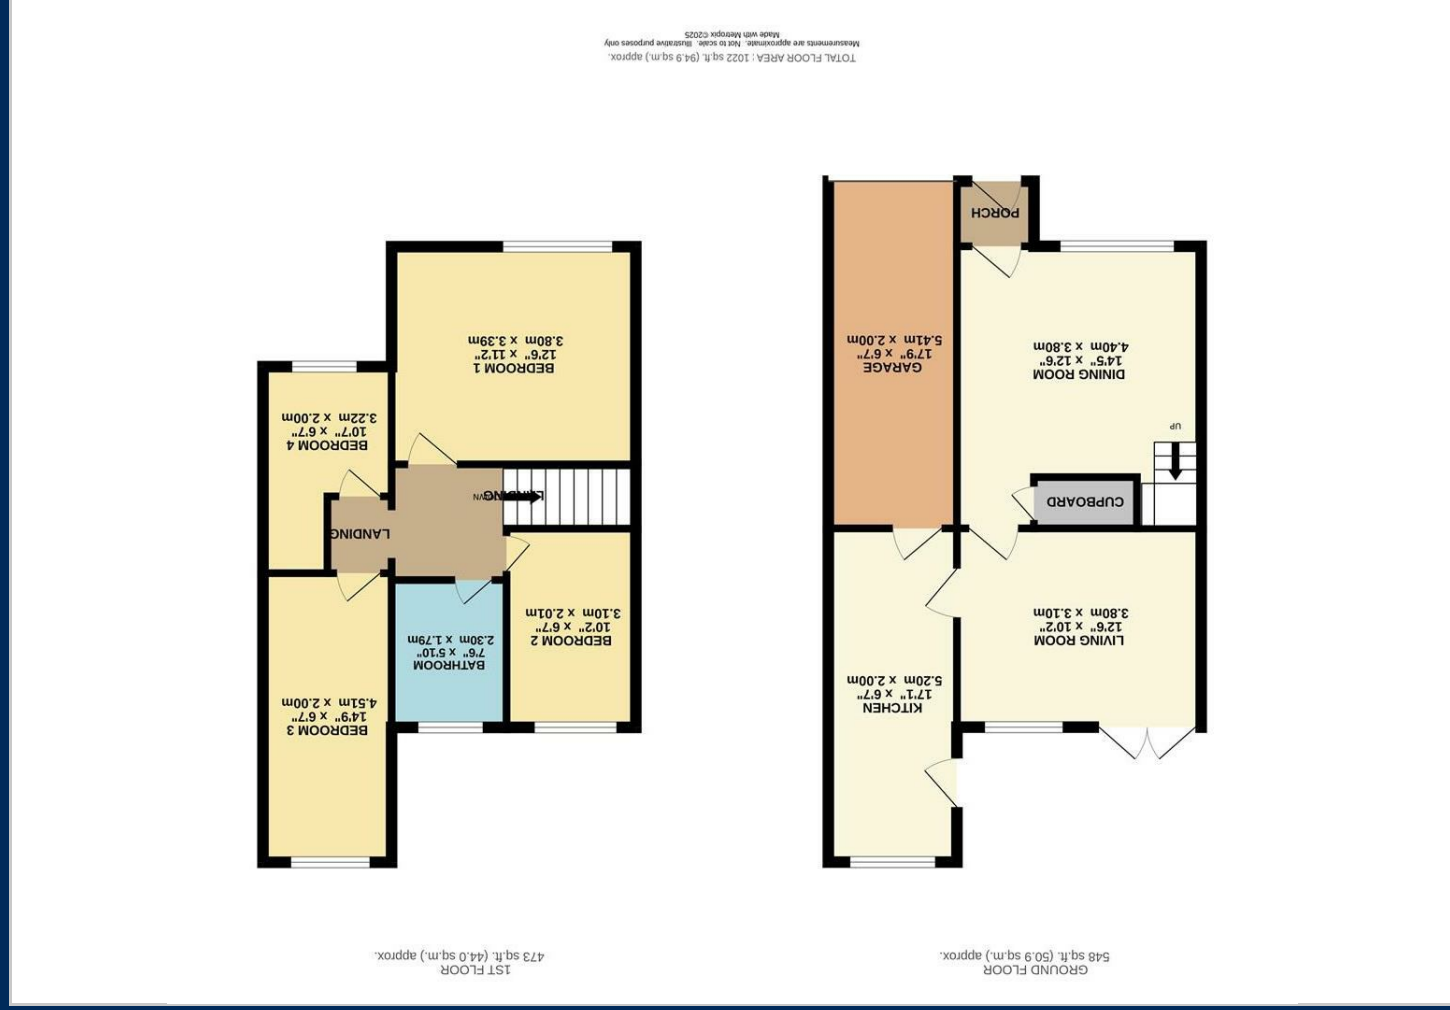 GROUND FLOOR
548 sq.ft. (50.9 sq.m.) approx.
1ST FLOOR
473 sq.ft. (44.0 sq.m.) approx.
KITCHEN
17'1" x 6'7"
5.20m x 2.00m
LIVING ROOM
12'6" x 10'2"
3.80m x 3.10m
CUPBOARD
UP
DINING ROOM
14'5" x 12'6"
4.40m x 3.80m
GARAGE
17'9" x 6'7"
5.41m x 2.00m
PORCH
BEDROOM 3
14'9" x 6'7"
4.51m x 2.00m
BATHROOM
7'6" x 5'10"
2.30m x 1.79m
BEDROOM 2
10'2" x 6'7"
3.10m x 2.01m
LANDING
LANDING
BEDROOM 4
10'7" x 6'7"
3.22m x 2.00m
BEDROOM 1
12'6" x 11'2"
3.80m x 3.39m
TOTAL FLOOR AREA : 1022 sq.ft. (94.9 sq.m.) approx.
Measurements are approximate. Not to scale. Illustrative purposes only
Made with Metropix ©2025